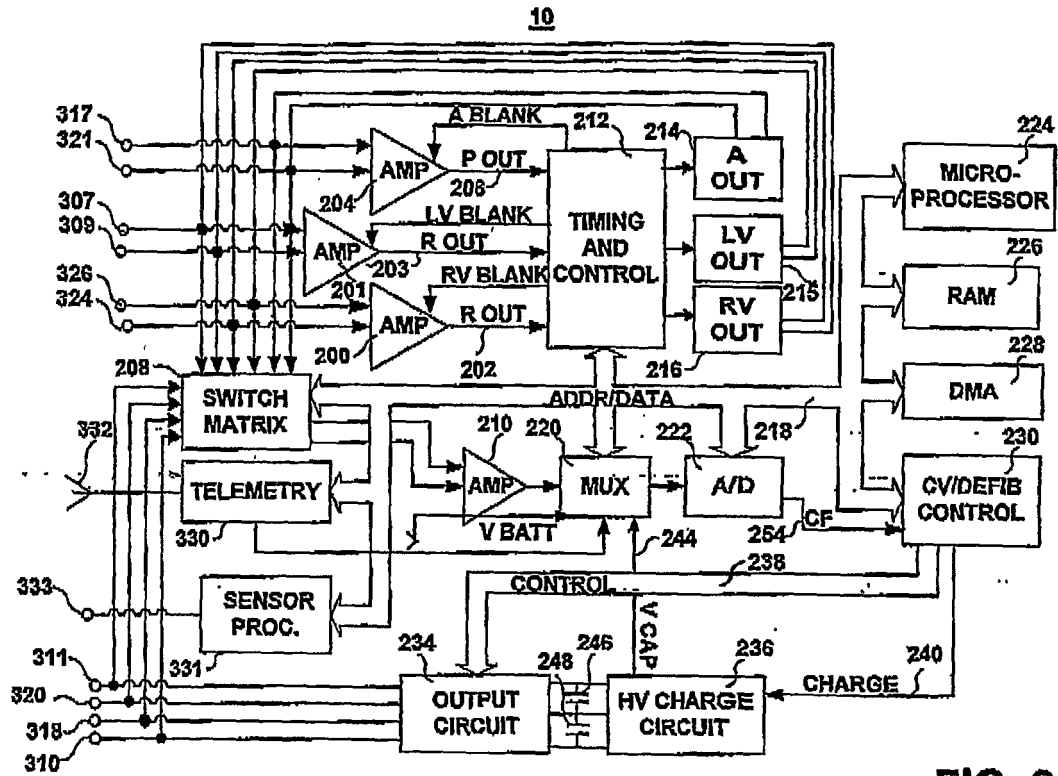 10
317
321
307
309
326
324
A BLANK
212
214
224
AMP
204
P OUT
206
A
OUT
MICRO-
PROCESSOR
LV BLANK
AMP
201
203
R OUT
TIMING
AND
CONTROL
LV
OUT
215
226
RAM
RV BLANK
AMP
200
R OUT
202
RV
OUT
216
228
DMA
208
SWITCH
MATRIX
ADDR/DATA
218
332
210
AMP
220
MUX
222
A/D
230
CV/DEFIB
CONTROL
TELEMETRY
330
V BATT
254
CF
244
238
333
SENSOR
PROC.
331
CONTROL
V CAP
311
320
318
310
234
OUTPUT
CIRCUIT
248
246
236
HV CHARGE
CIRCUIT
CHARGE
240